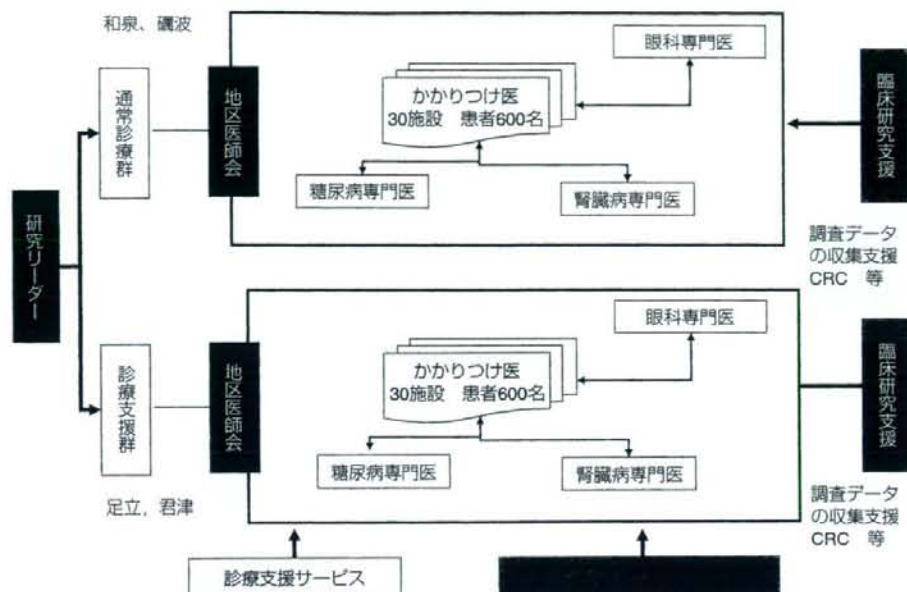 和泉、礪波
通常診療群
地区医師会
眼科専門医
かかりつけ医
30施設　患者600名
糖尿病専門医
腎臓病専門医
臨床研究支援
調査データ
の収集支援
CRC　等
研究リーダー
診療支援群
地区医師会
眼科専門医
かかりつけ医
30施設　患者600名
糖尿病専門医
腎臓病専門医
臨床研究支援
調査データ
の収集支援
CRC　等
足立，君津
診療支援サービス